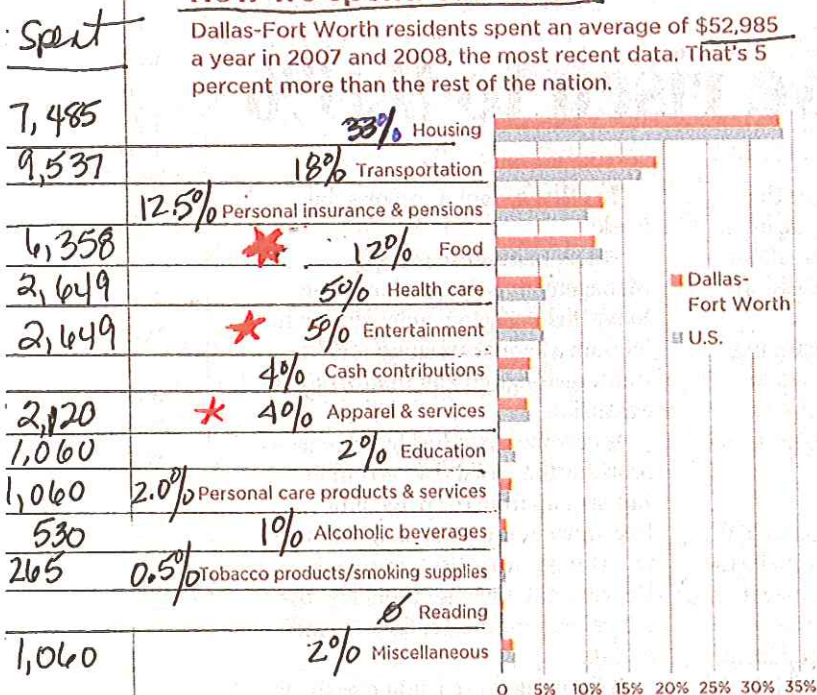 Spent
Dallas-Fort Worth residents spent an average of $52,985
a year in 2007 and 2008, the most recent data. That's 5
percent more than the rest of the nation.
7,485 33% Housing
9,537 18% Transportation
12.5% Personal insurance & pensions
6,358 12% Food
2,649 5% Health care
2,649 5% Entertainment
4% Cash contributions
2,120 4% Apparel & services
1,060 2% Education
1,060 2.0% Personal care products & services
530 1% Alcoholic beverages
265 0.5% Tobacco products/smoking supplies
Ø Reading
1,060 2% Miscellaneous
Dallas-
Fort Worth
U.S.
0 5% 10% 15% 20% 25% 30% 35%